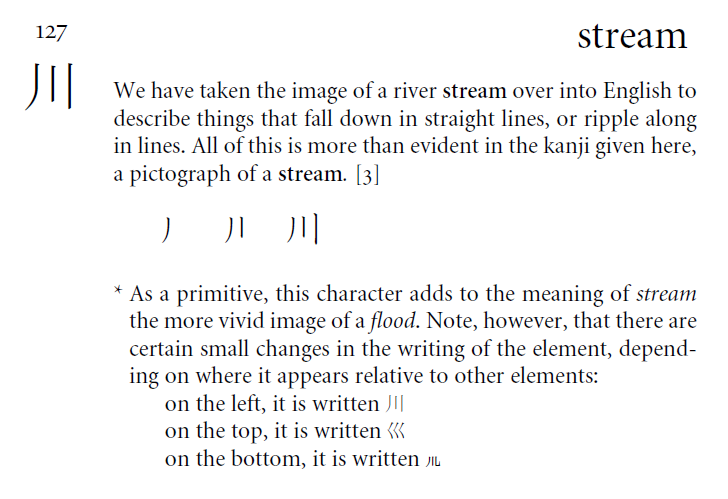 127
stream
川
We have taken the image of a river stream over into English to
describe things that fall down in straight lines, or ripple along
in lines. All of this is more than evident in the kanji given here,
a pictograph of a stream. [3]
丿 刂 川
* As a primitive, this character adds to the meaning of stream
the more vivid image of a flood. Note, however, that there are
certain small changes in the writing of the element, depend-
ing on where it appears relative to other elements:
on the left, it is written 川
on the top, it is written 巛
on the bottom, it is written 㐬